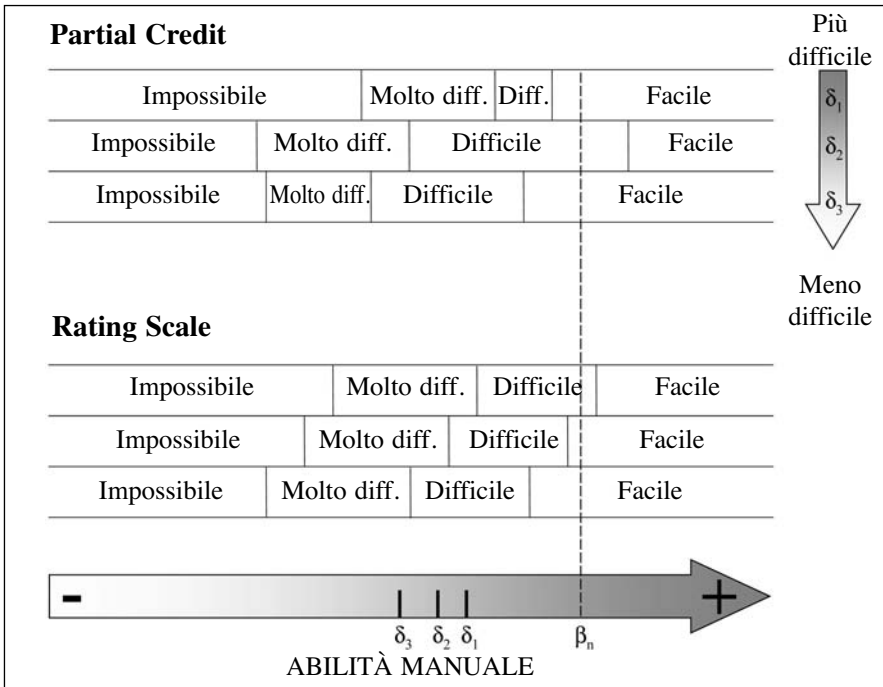 Partial Credit
Più
difficile
Impossibile Molto diff. Diff. Facile
δ1
Impossibile Molto diff. Difficile Facile
δ2
Impossibile Molto diff. Difficile Facile
δ3
Meno
difficile
Rating Scale
Impossibile Molto diff. Difficile Facile
Impossibile Molto diff. Difficile Facile
Impossibile Molto diff. Difficile Facile
- +
δ3 δ2 δ1 βn
ABILITÀ MANUALE